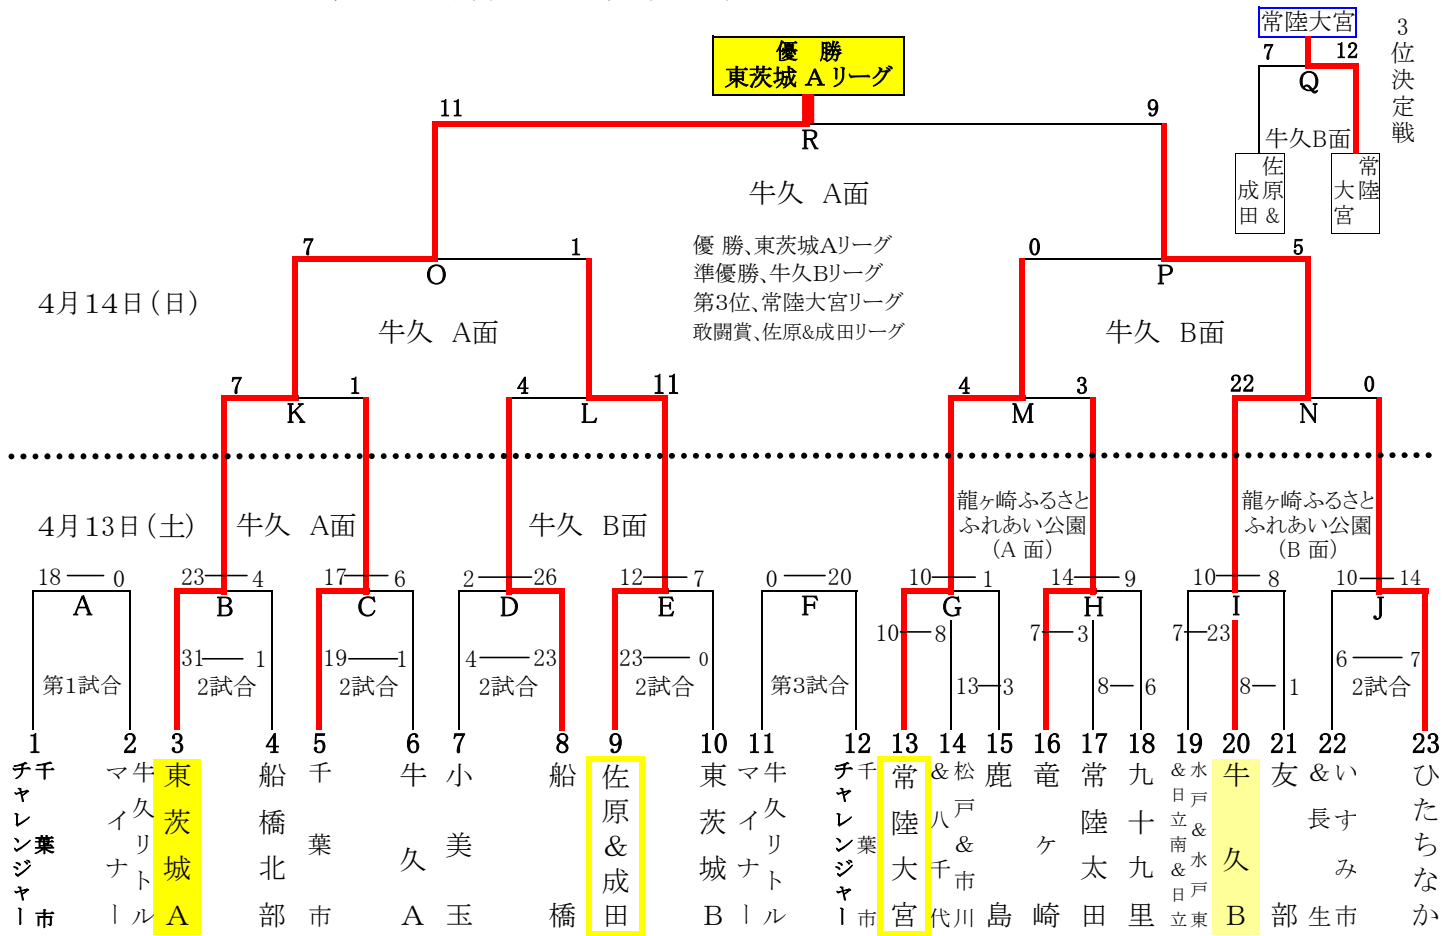 優 勝
東茨城 A リーグ
常陸大宮
3位決定戦
7 12
Q
牛久B面
佐原&成田
常陸大宮
11 9
R
牛久 A面
優 勝、東茨城Aリーグ
準優勝、牛久Bリーグ
第3位、常陸大宮リーグ
敢闘賞、佐原&成田リーグ
7 1 0 5
O P
4月14日(日)
牛久 A面 牛久 B面
7 1 4 11 4 3 22 0
K L M N
4月13日(土)
牛久 A面
牛久 B面
龍ヶ崎ふるさと
ふれあい公園
(A 面)
龍ヶ崎ふるさと
ふれあい公園
(B 面)
18 — 0 23 — 4 17 — 6 2 — 26 12 — 7 0 — 20 10 — 1 14 — 9 10 — 8 10 — 14
A B C D E F G H I J
10 — 8 7 — 3 7 — 23
31 — 1 19 — 1 4 — 23 23 — 0 6 — 7
13 — 3 8 — 6 8 — 1
第1試合 2試合 2試合 2試合 2試合 第3試合 2試合
1 2 3 4 5 6 7 8 9 10 11 12 13 14 15 16 17 18 19 20 21 22 23
千葉市チャレンジャー
牛久リトルマイナー
東茨城A
船橋北部
千葉市
牛久A
小美玉
船橋
佐原&成田
東茨城B
牛久リトルマイナー
千葉市チャレンジャー
常陸大宮
松戸&市川&八千代
鹿島
竜ヶ崎
常陸太田
九十九里
水戸&水戸東&日立南&日立
牛久B
友部
いすみ市&長生
ひたちなか